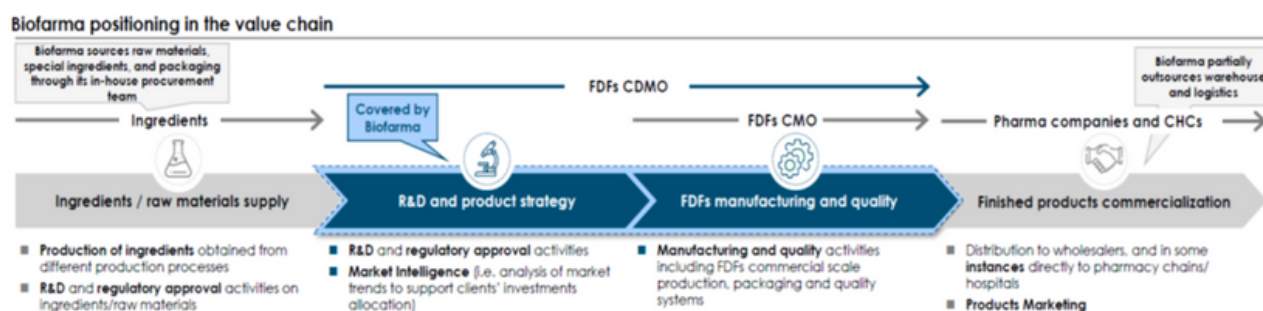 Biofarma positioning in the value chain
Biofarma sources raw materials,
special ingredients, and packaging
through its in-house procurement
team
Biofarma partially
outsources warehouse
and logistics
FDFs CDMO
Covered by
Biofarma
Ingredients
FDFs CMO
Pharma companies and CHCs
Ingredients / raw materials supply
R&D and product strategy
FDFs manufacturing and quality
Finished products commercialization
■ Production of ingredients obtained from
different production processes
■ R&D and regulatory approval activities on
ingredients/raw materials
■ R&D and regulatory approval activities
■ Market Intelligence (i.e. analysis of market
trends to support clients' investments
allocation)
■ Manufacturing and quality activities
including FDFs commercial scale
production, packaging and quality
systems
■ Distribution to wholesalers, and in some
instances directly to pharmacy chains/
hospitals
■ Products Marketing